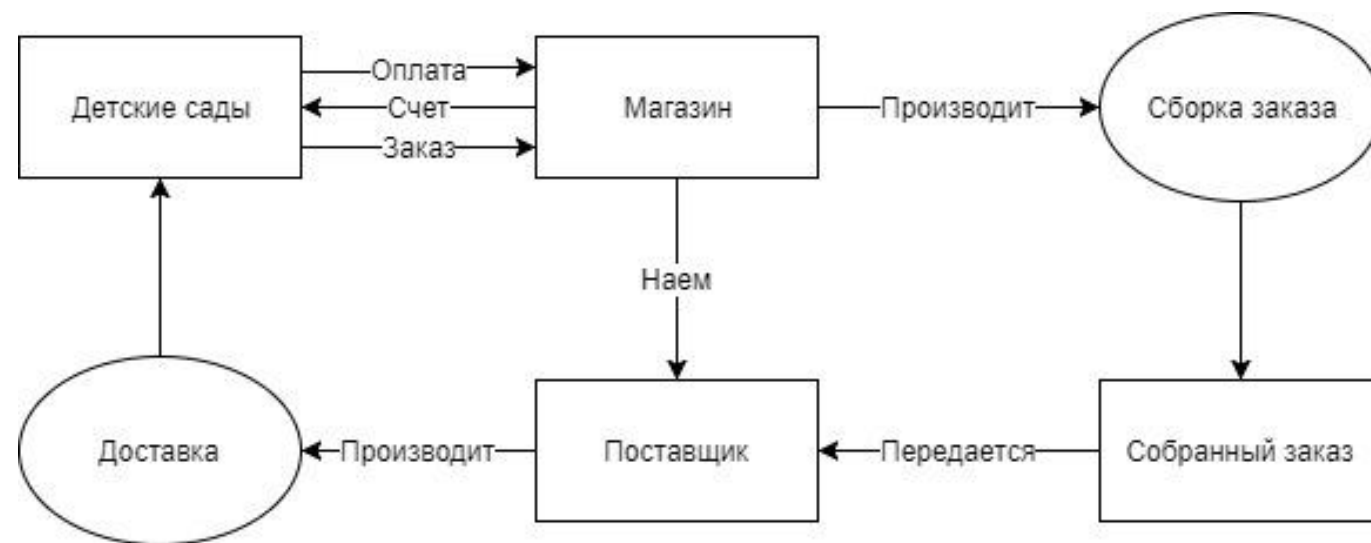 Детские сады
Оплата
Счет
Заказ
Магазин
Производит
Сборка заказа
Наем
Доставка
Производит
Поставщик
Передается
Собранный заказ